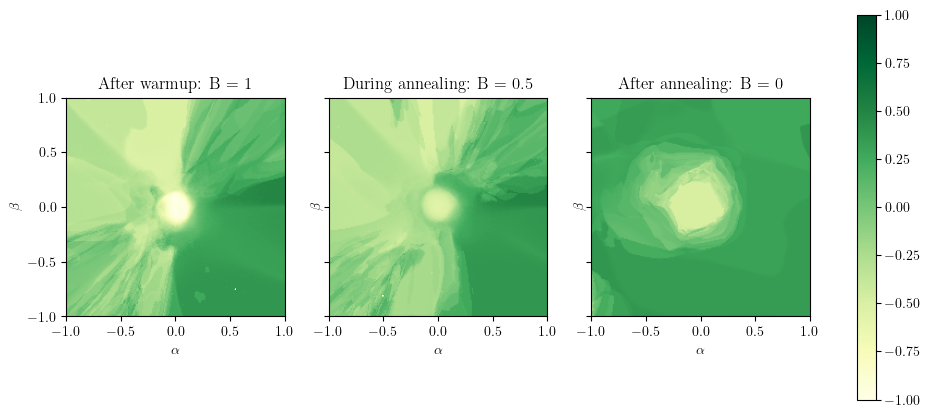 After warmup: B = 1
During annealing: B = 0.5
After annealing: B = 0
1.0
0.5
0.0
−0.5
−1.0
β
−1.0 −0.5 0.0 0.5 1.0
α
β
−1.0 −0.5 0.0 0.5 1.0
α
β
−1.0 −0.5 0.0 0.5 1.0
α
1.00
0.75
0.50
0.25
0.00
−0.25
−0.50
−0.75
−1.00